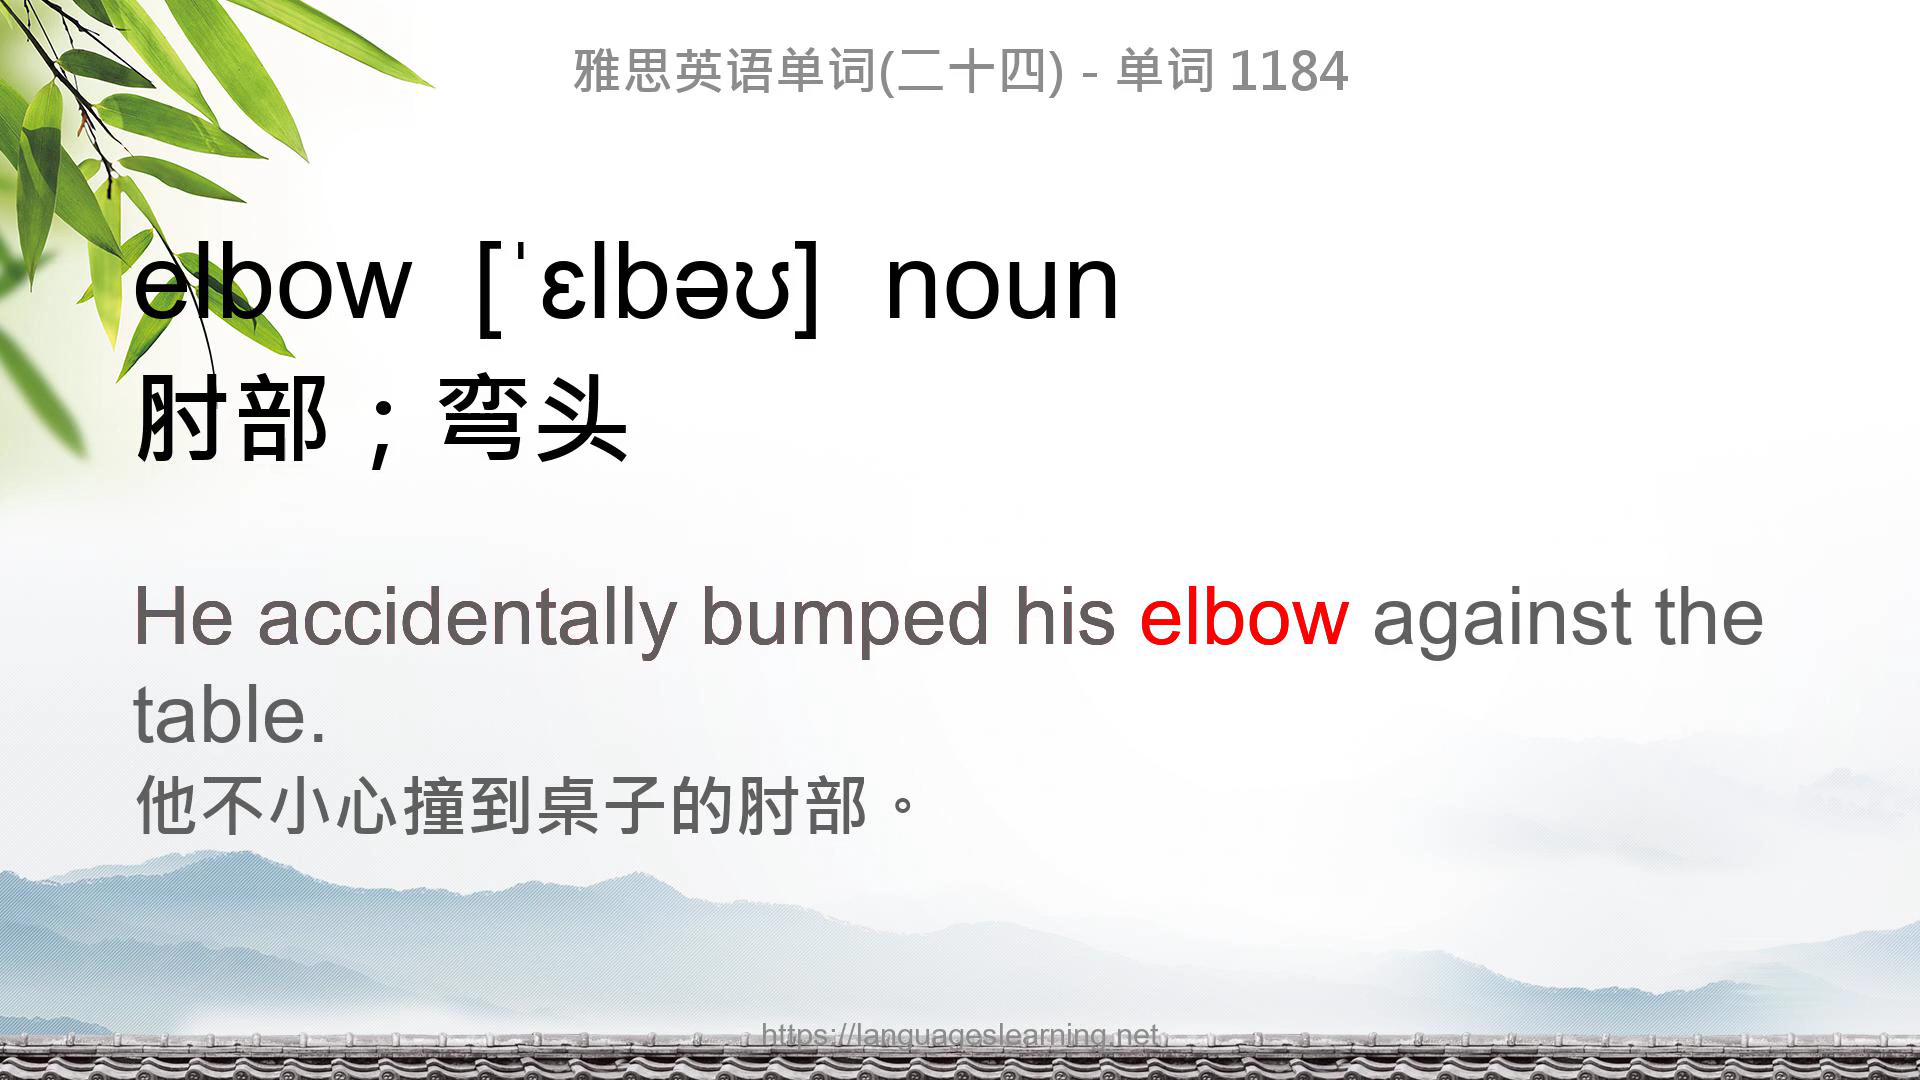 雅思英语单词(二十四) - 单词 1184
elbow [ˈɛlbəʊ] noun
肘部；弯头
He accidentally bumped his elbow against the
table.
他不小心撞到桌子的肘部。
https://languageslearning.net